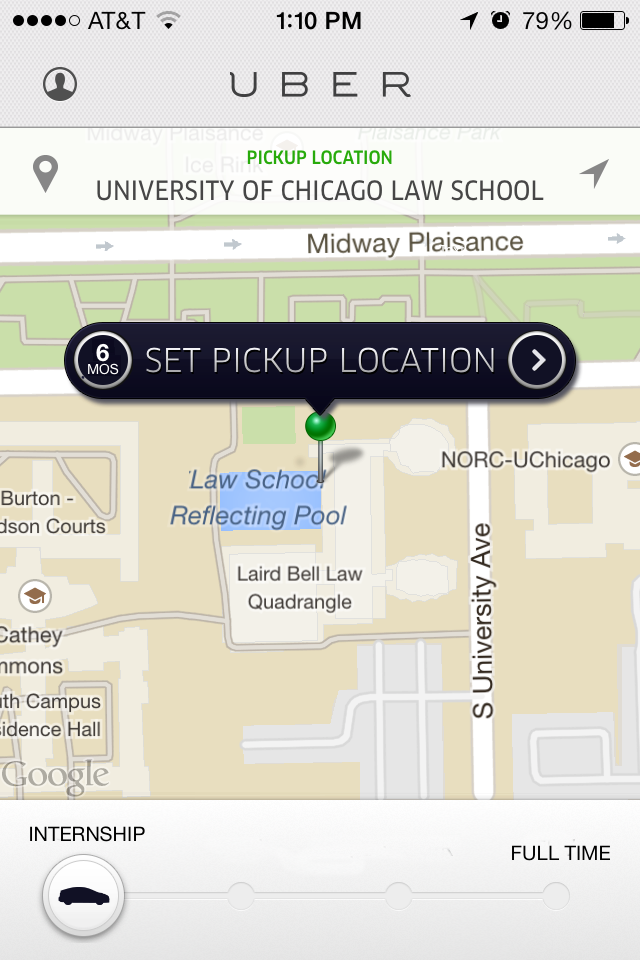 AT&T 1:10 PM 79%
UBER
Midway Plaisance Plaisance Park
Ice Rink
PICKUP LOCATION
UNIVERSITY OF CHICAGO LAW SCHOOL
Midway Plaisance
6
MOS
SET PICKUP LOCATION
NORC-UChicago
Law School
Reflecting Pool
Burton -
dson Courts
Laird Bell Law
Quadrangle
S University Ave
Cathey
mmons
uth Campus
sidence Hall
Google
INTERNSHIP
FULL TIME